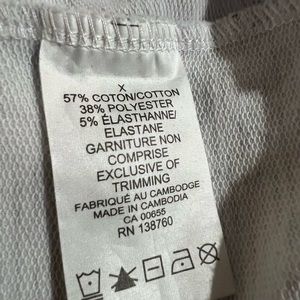 X
57% COTON/COTTON
38% POLYESTER
5% ÉLASTHANNE/
ELASTANE
GARNITURE NON
COMPRISE
EXCLUSIVE OF
TRIMMING
FABRIQUÉ AU CAMBODGE
MADE IN CAMBODIA
CA 00655
RN 138760